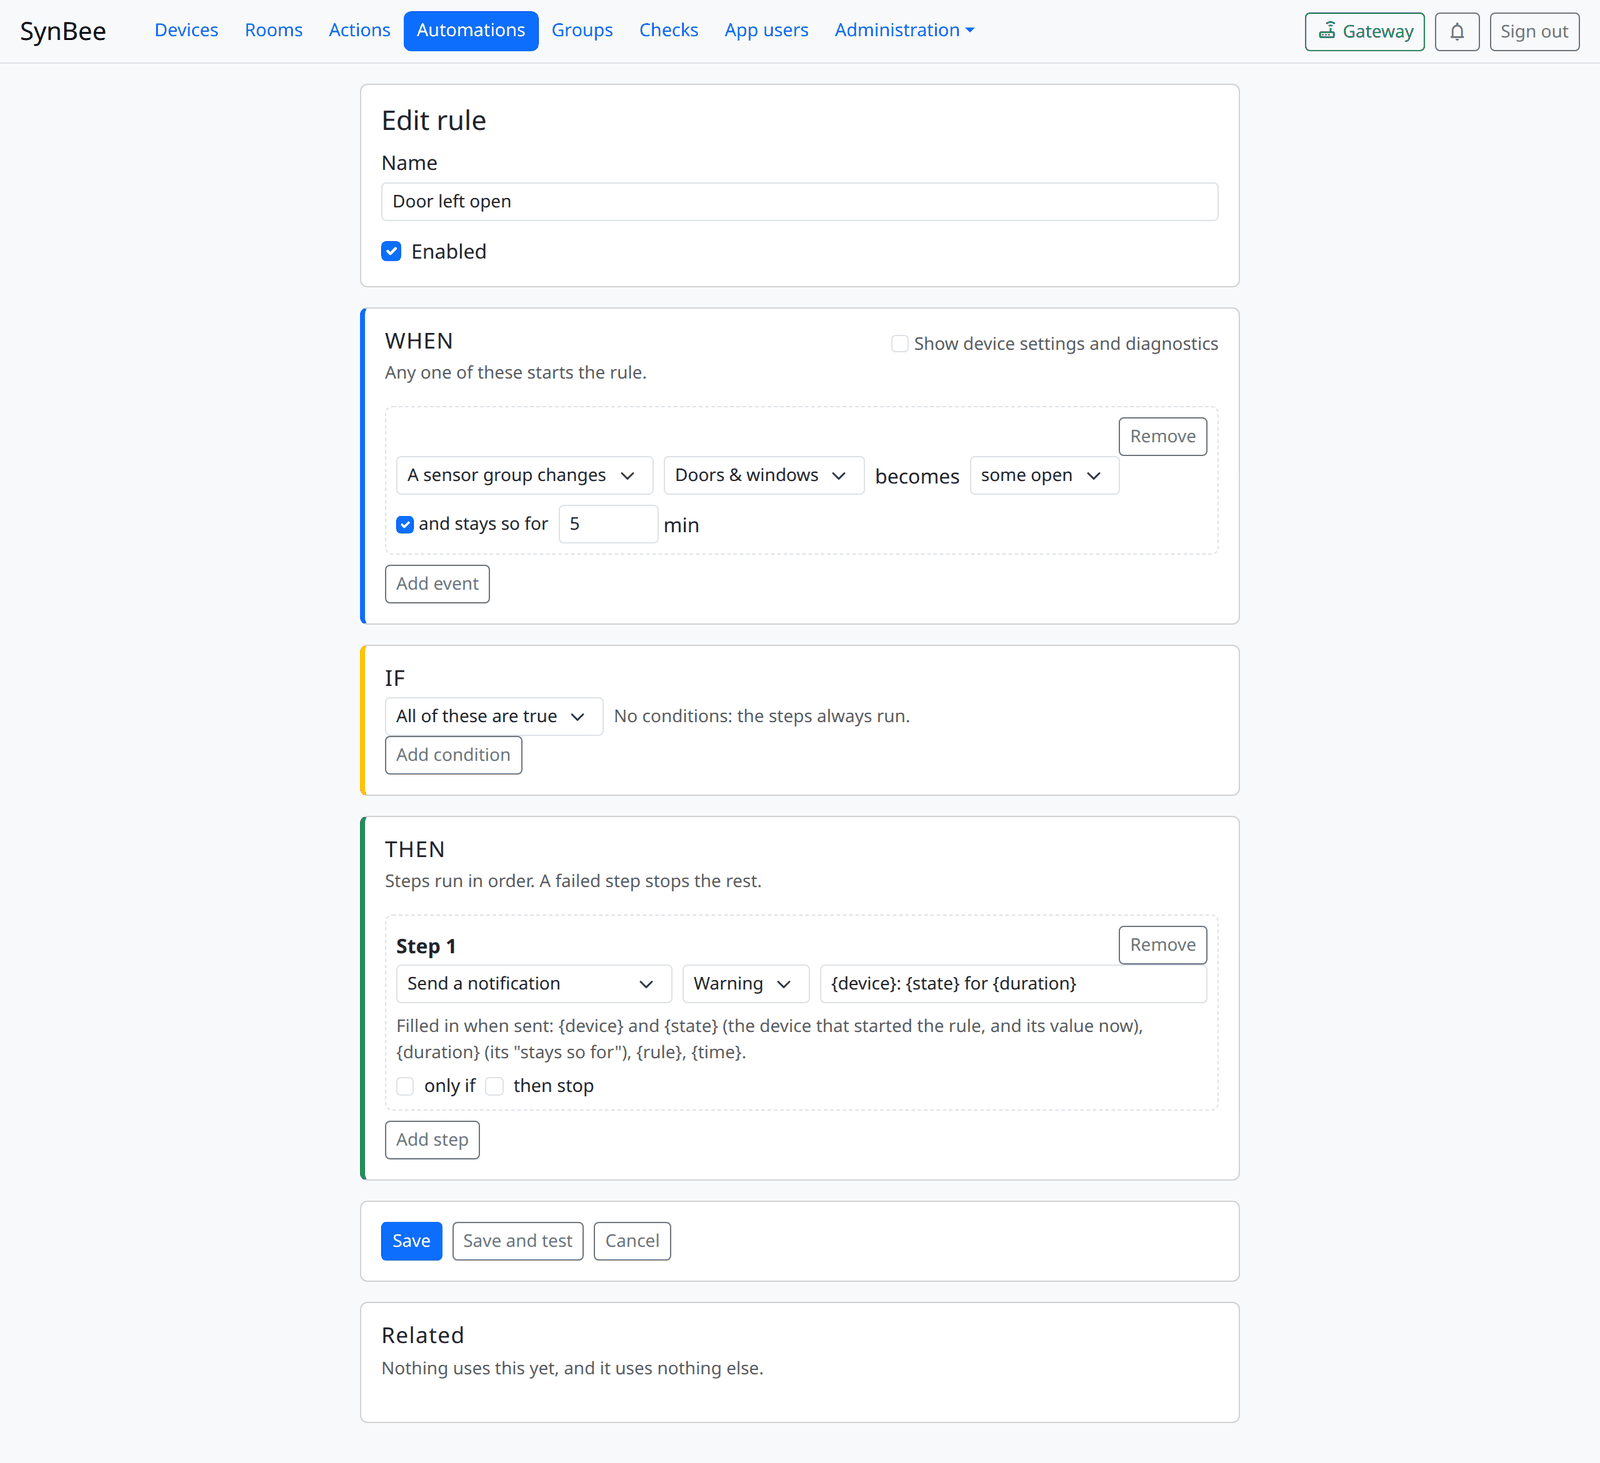 SynBee
Devices
Rooms
Actions
Automations
Groups
Checks
App users
Administration
Gateway
Sign out
Edit rule
Name
Door left open
Enabled
WHEN
Show device settings and diagnostics
Any one of these starts the rule.
Remove
A sensor group changes
Doors & windows
becomes
some open
and stays so for
5
min
Add event
IF
All of these are true
No conditions: the steps always run.
Add condition
THEN
Steps run in order. A failed step stops the rest.
Step 1
Remove
Send a notification
Warning
{device}: {state} for {duration}
Filled in when sent: {device} and {state} (the device that started the rule, and its value now),
{duration} (its "stays so for"), {rule}, {time}.
only if
then stop
Add step
Save
Save and test
Cancel
Related
Nothing uses this yet, and it uses nothing else.